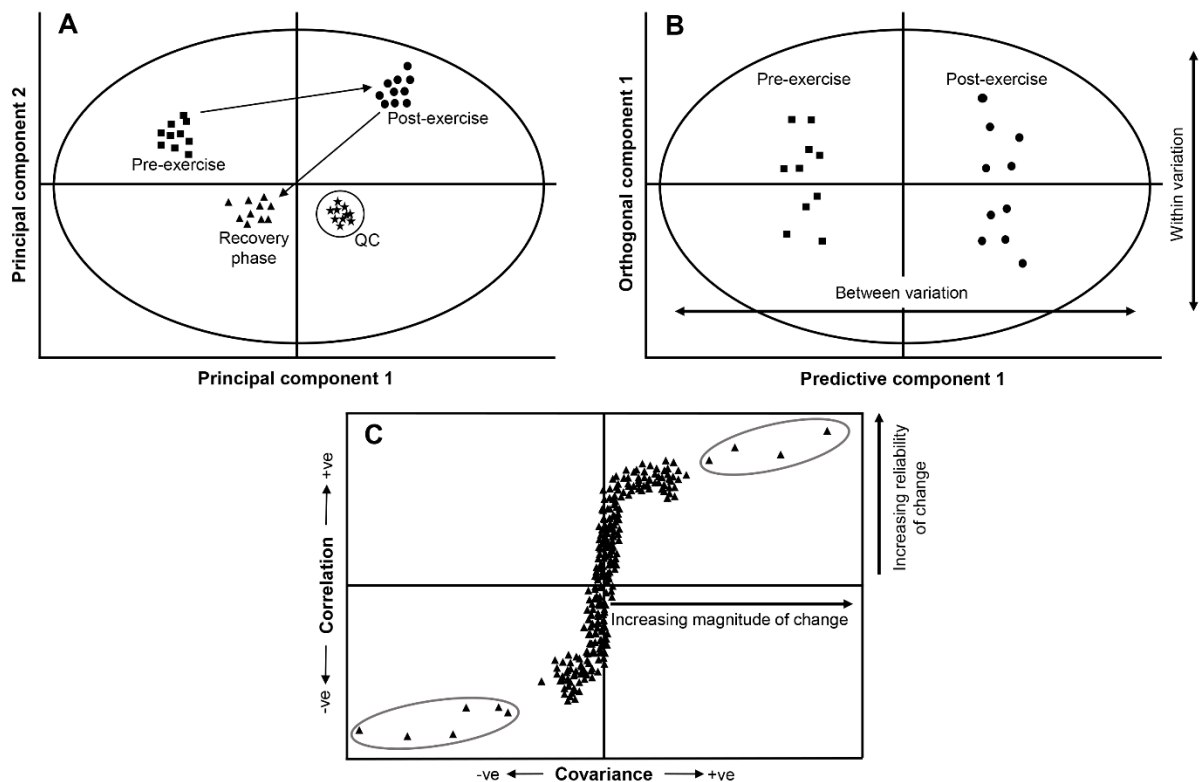 A
Principal component 2
Pre-exercise
Post-exercise
Recovery
phase
QC
Principal component 1
B
Orthogonal component 1
Pre-exercise
Post-exercise
Between variation
Within variation
Predictive component 1
C
-ve
Correlation
+ve
Increasing magnitude of change
Increasing reliability
of change
-ve
Covariance
+ve